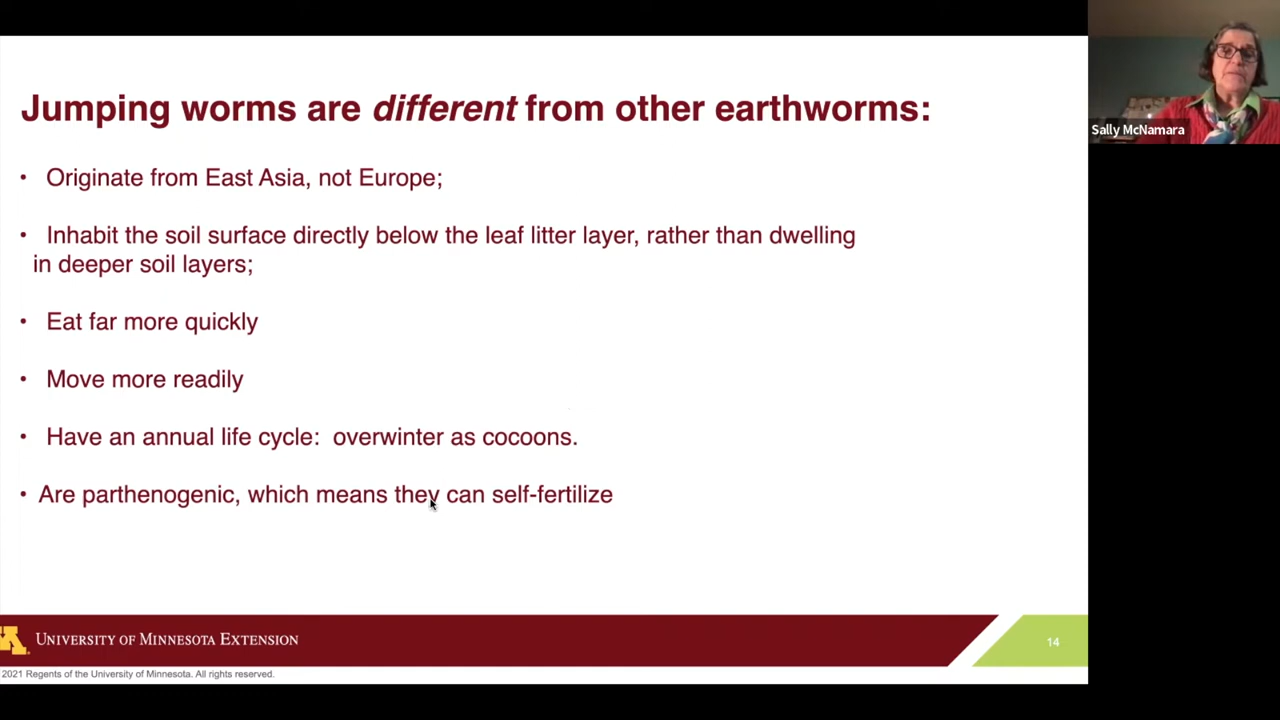 Jumping worms are different from other earthworms:
• Originate from East Asia, not Europe;
• Inhabit the soil surface directly below the leaf litter layer, rather than dwelling
in deeper soil layers;
• Eat far more quickly
• Move more readily
• Have an annual life cycle: overwinter as cocoons.
• Are parthenogenic, which means they can self-fertilize
UNIVERSITY OF MINNESOTA EXTENSION
14
2021 Regents of the University of Minnesota. All rights reserved.
Sally McNamara